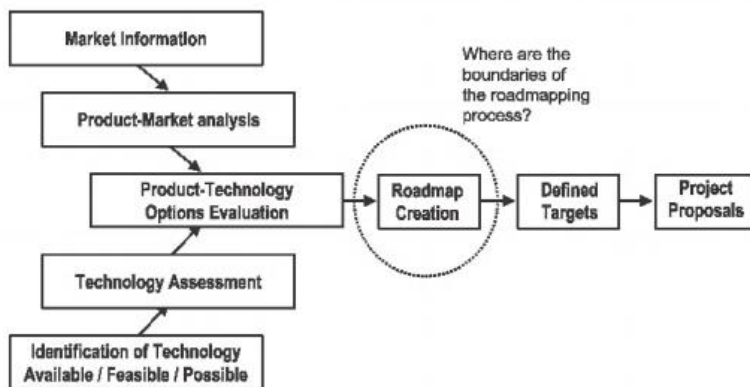 Market Information
Where are the
boundaries of
the roadmapping
process?
Product-Market analysis
Product-Technology
Options Evaluation
Roadmap
Creation
Defined
Targets
Project
Proposals
Technology Assessment
Identification of Technology
Available / Feasible / Possible